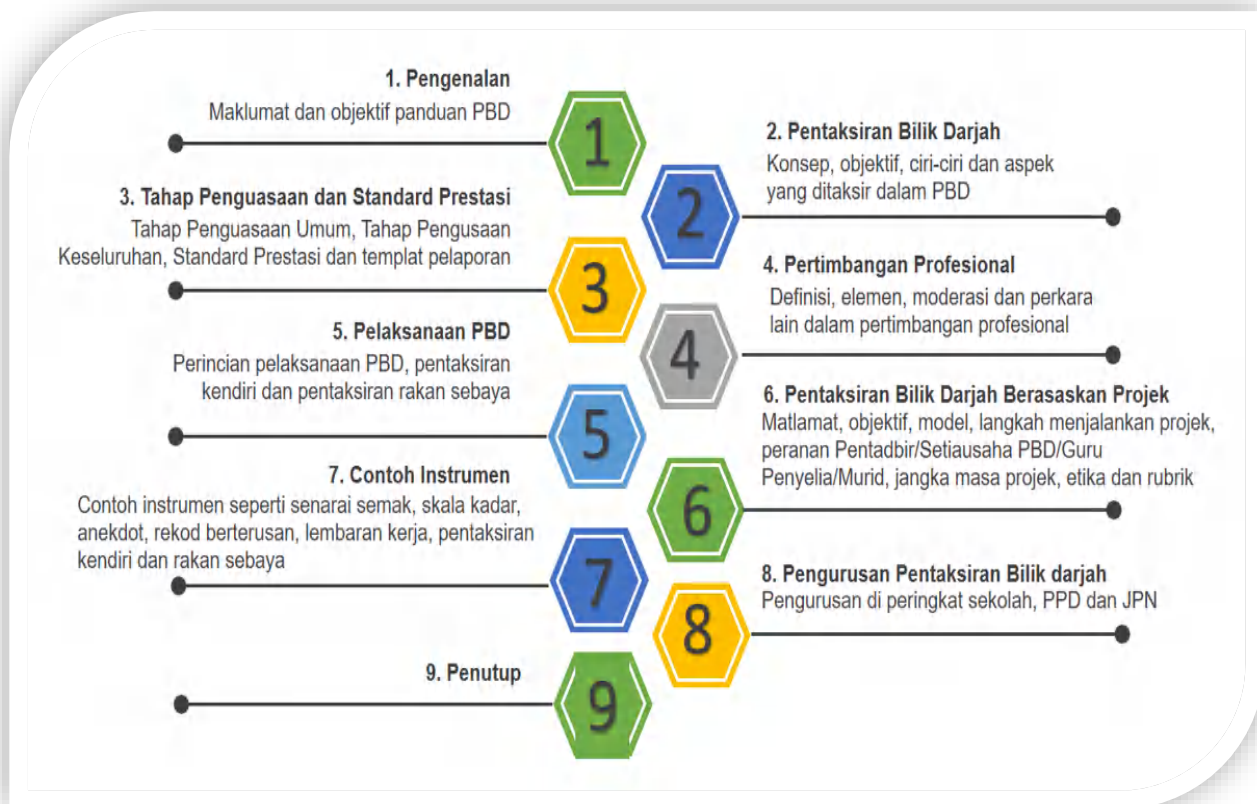 1. Pengenalan
Maklumat dan objektif panduan PBD
1
2. Pentaksiran Bilik Darjah
Konsep, objektif, ciri-ciri dan aspek
yang ditaksir dalam PBD
2
3. Tahap Penguasaan dan Standard Prestasi
Tahap Penguasaan Umum, Tahap Pengusaan
Keseluruhan, Standard Prestasi dan templat pelaporan
3
4. Pertimbangan Profesional
Definisi, elemen, moderasi dan perkara
lain dalam pertimbangan profesional
4
5. Pelaksanaan PBD
Perincian pelaksanaan PBD, pentaksiran
kendiri dan pentaksiran rakan sebaya
5
6. Pentaksiran Bilik Darjah Berasaskan Projek
Matlamat, objektif, model, langkah menjalankan projek,
peranan Pentadbir/Setiausaha PBD/Guru
Penyelia/Murid, jangka masa projek, etika dan rubrik
6
7. Contoh Instrumen
Contoh instrumen seperti senarai semak, skala kadar,
anekdot, rekod berterusan, lembaran kerja, pentaksiran
kendiri dan rakan sebaya
7
8. Pengurusan Pentaksiran Bilik darjah
Pengurusan di peringkat sekolah, PPD dan JPN
8
9. Penutup
9